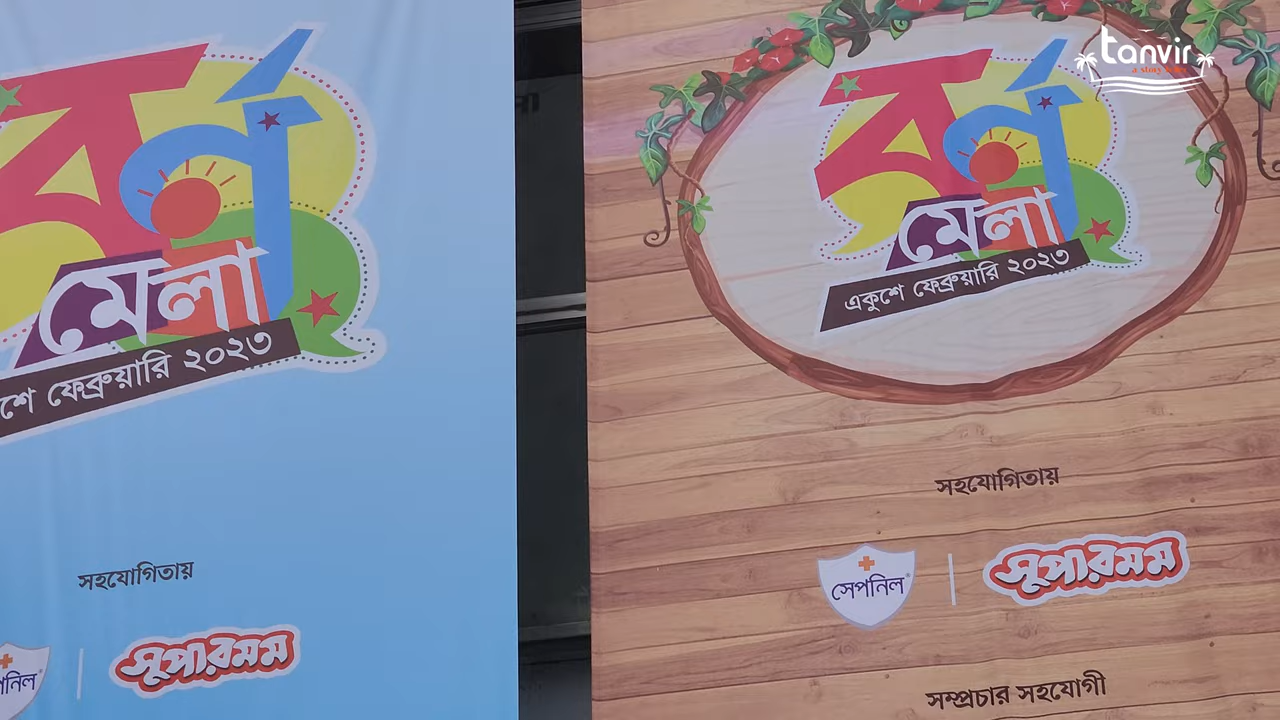 বর্ণ
মেলা
শে ফেব্রুয়ারি ২০২৩
সহযোগিতায়
সুপারমম
বর্ণ
মেলা
একুশে ফেব্রুয়ারি ২০২৩
সহযোগিতায়
সেপনিল
সুপারমম
সম্প্রচার সহযোগী
tanvir